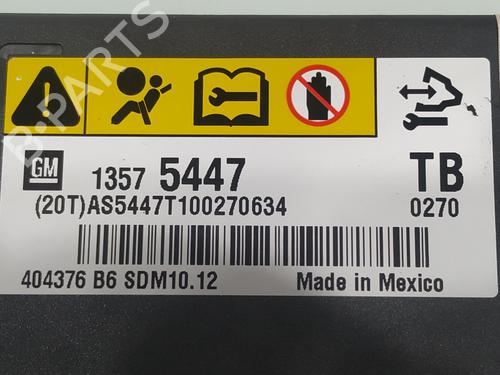 B-PARTS
GM
1357 5447
TB
(20T)AS5447T100270634
0270
404376 B6 SDM10.12
Made in Mexico